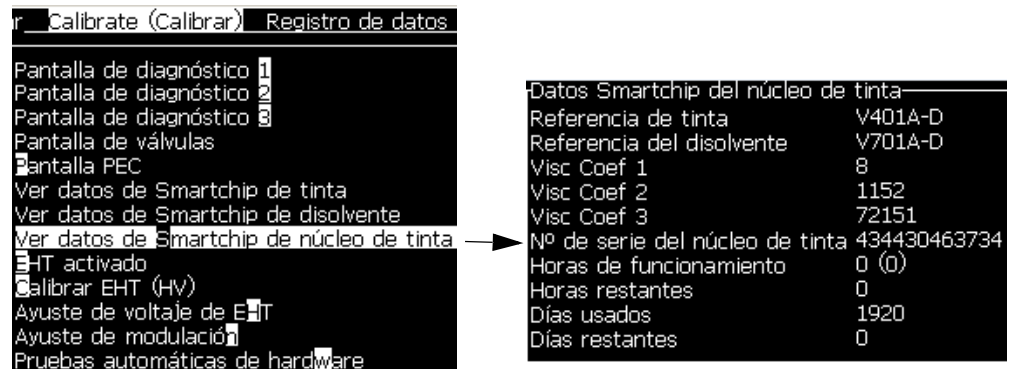 r Calibrate (Calibrar) Registro de datos
Pantalla de diagnóstico 1
Pantalla de diagnóstico 2
Pantalla de diagnóstico 3
Pantalla de válvulas
Pantalla PEC
Ver datos de Smartchip de tinta
Ver datos de Smartchip de disolvente
Ver datos de Smartchip de núcleo de tinta
EHT activado
Calibrar EHT (HV)
Ayuste de voltaje de EHT
Ayuste de modulación
Pruebas automáticas de hardware
Datos Smartchip del núcleo de tinta
Referencia de tinta V401A-D
Referencia del disolvente V701A-D
Visc Coef 1 8
Visc Coef 2 1152
Visc Coef 3 72151
Nº de serie del núcleo de tinta 434430463734
Horas de funcionamiento 0 (0)
Horas restantes 0
Días usados 1920
Días restantes 0